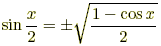 sin x/2 = ±√((1 − cos x)/2)